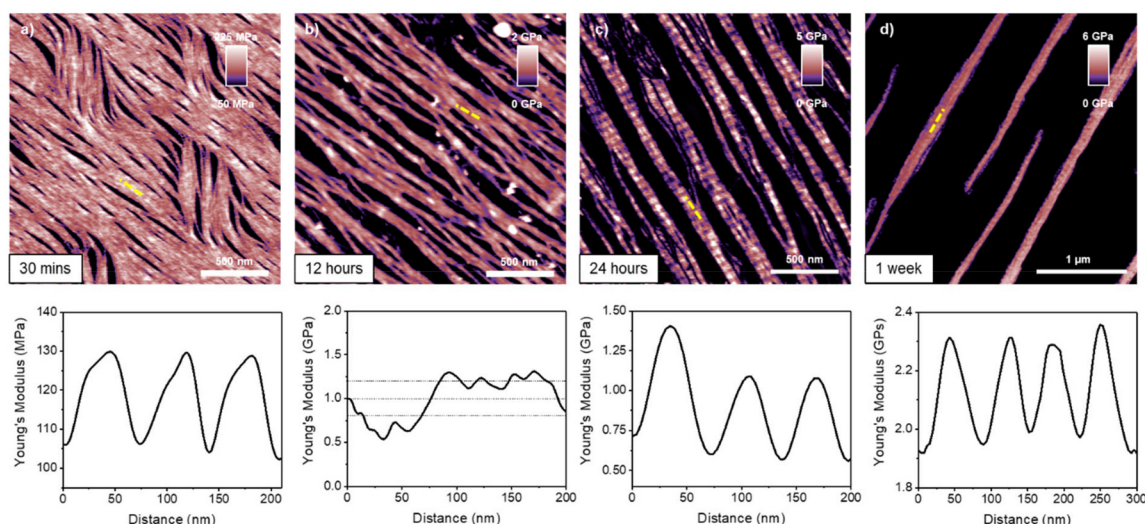 a)
225 MPa
50 MPa
30 mins
500 nm
b)
2 GPa
0 GPa
12 hours
500 nm
c)
5 GPa
0 GPa
24 hours
500 nm
d)
6 GPa
0 GPa
1 week
1 µm
Young's Modulus (MPa)
140
130
120
110
100
0 50 100 150 200
Distance (nm)
Young's Modulus (GPa)
2.0
1.5
1.0
0.5
0.0
0 50 100 150 200
Distance (nm)
Young's Modulus (GPa)
1.50
1.25
1.00
0.75
0.50
0 50 100 150 200
Distance (nm)
Young's Modulus (GPs)
2.4
2.2
2.0
1.8
0 50 100 150 200 250 300
Distance (nm)